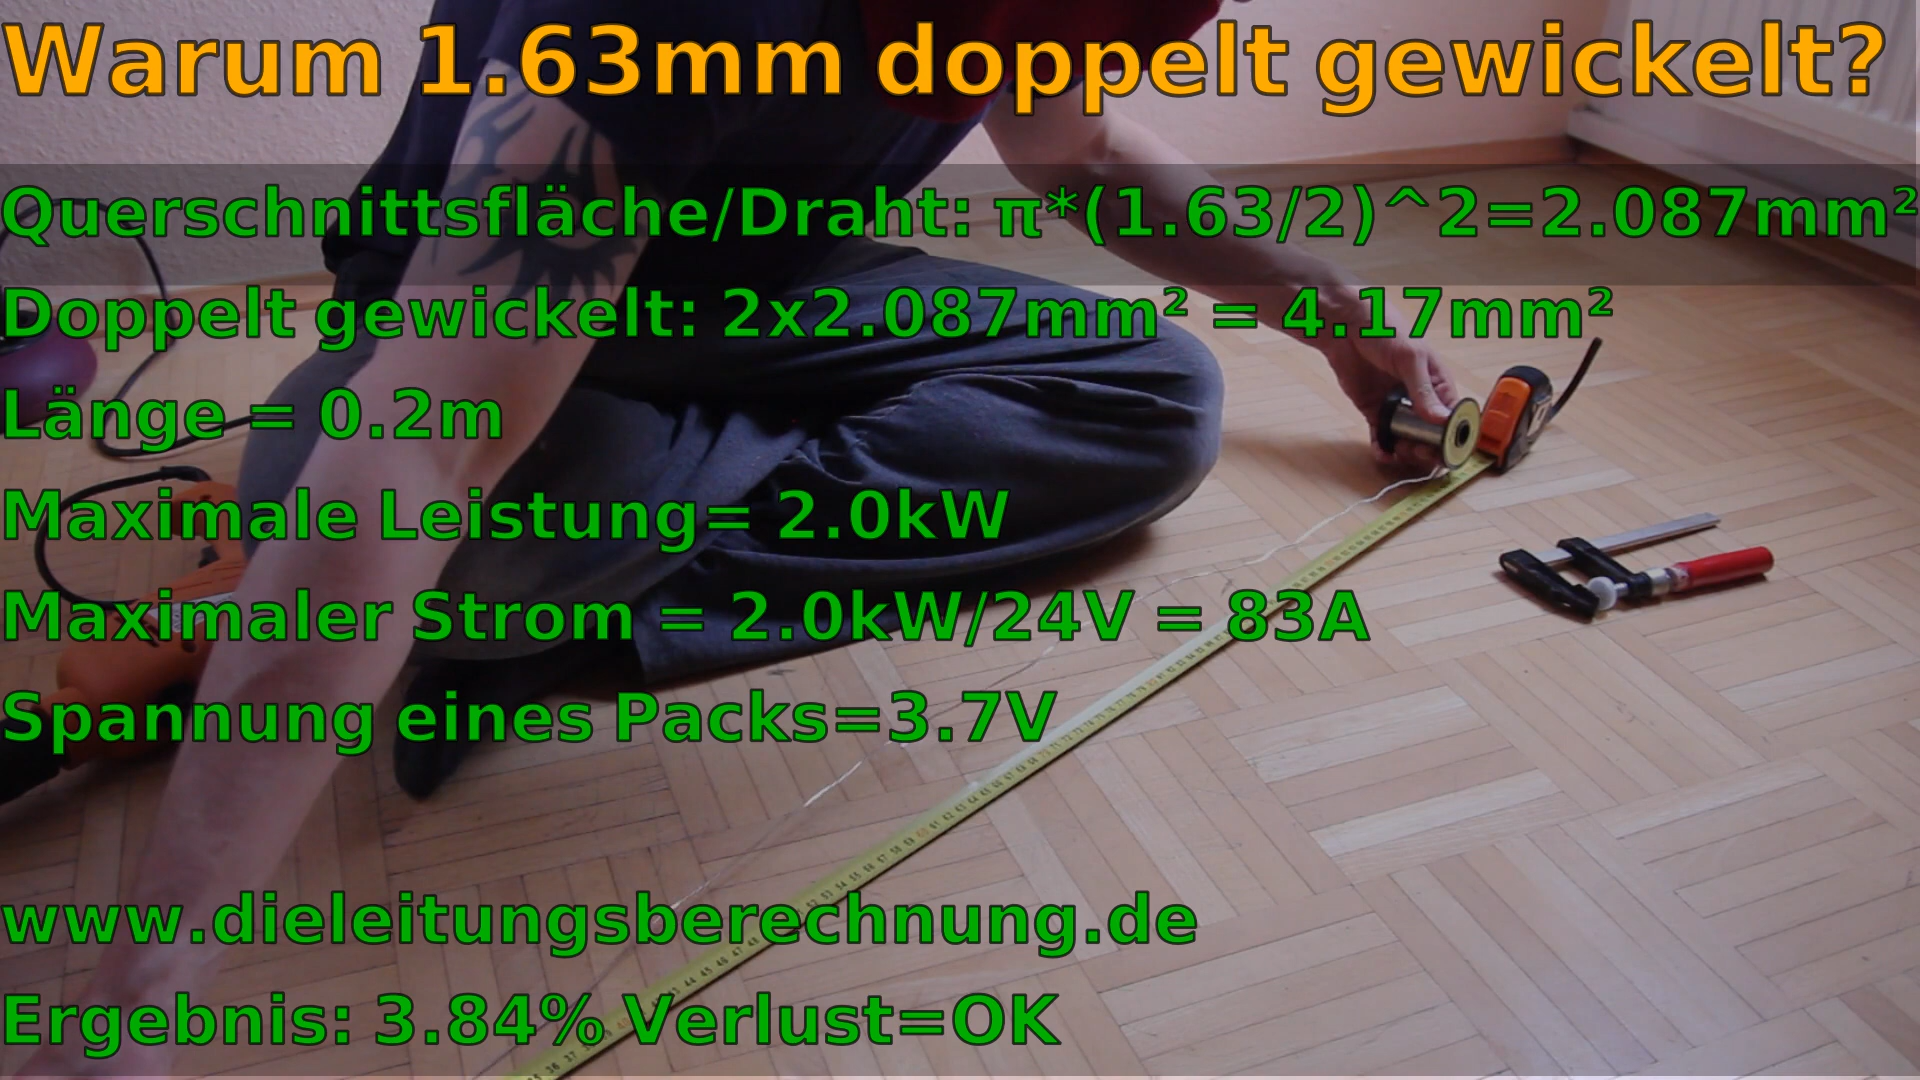 Warum 1.63mm doppelt gewickelt?
Querschnittsfläche/Draht: π*(1.63/2)^2=2.087mm²
Doppelt gewickelt: 2x2.087mm² = 4.17mm²
Länge = 0.2m
Maximale Leistung= 2.0kW
Maximaler Strom = 2.0kW/24V = 83A
Spannung eines Packs=3.7V
www.dieleitungsberechnung.de
Ergebnis: 3.84% Verlust=OK